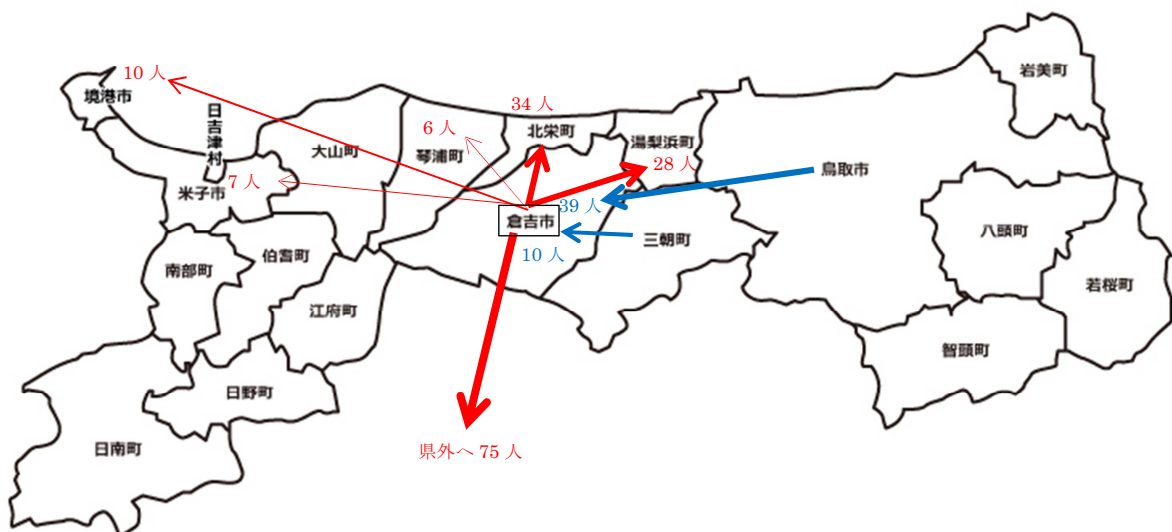 10 人
境港市
日吉津村
大山町
6 人
琴浦町
34 人
北栄町
湯梨浜町
28 人
岩美町
鳥取市
米子市
7 人
倉吉市
39 人
10 人
三朝町
八頭町
若桜町
智頭町
南部町
伯耆町
江府町
日野町
日南町
県外へ 75 人